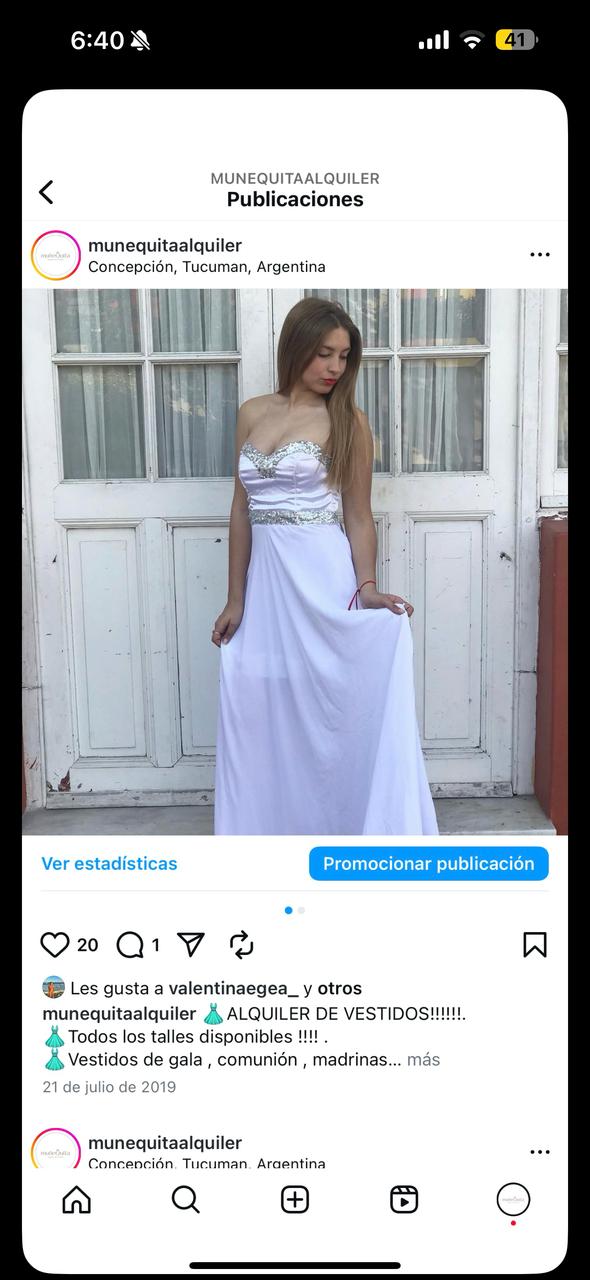 6:40
41
MUNEQUITAALQUILER
Publicaciones
munequitaalquiler
Concepción, Tucuman, Argentina
Ver estadísticas
Promocionar publicación
20
1
Les gusta a valentinaegea_ y otros
munequitaalquiler 👗ALQUILER DE VESTIDOS!!!!!!.
👗Todos los talles disponibles !!!! .
👗Vestidos de gala , comunión , madrinas... más
21 de julio de 2019
munequitaalquiler
Concepción, Tucuman, Argentina